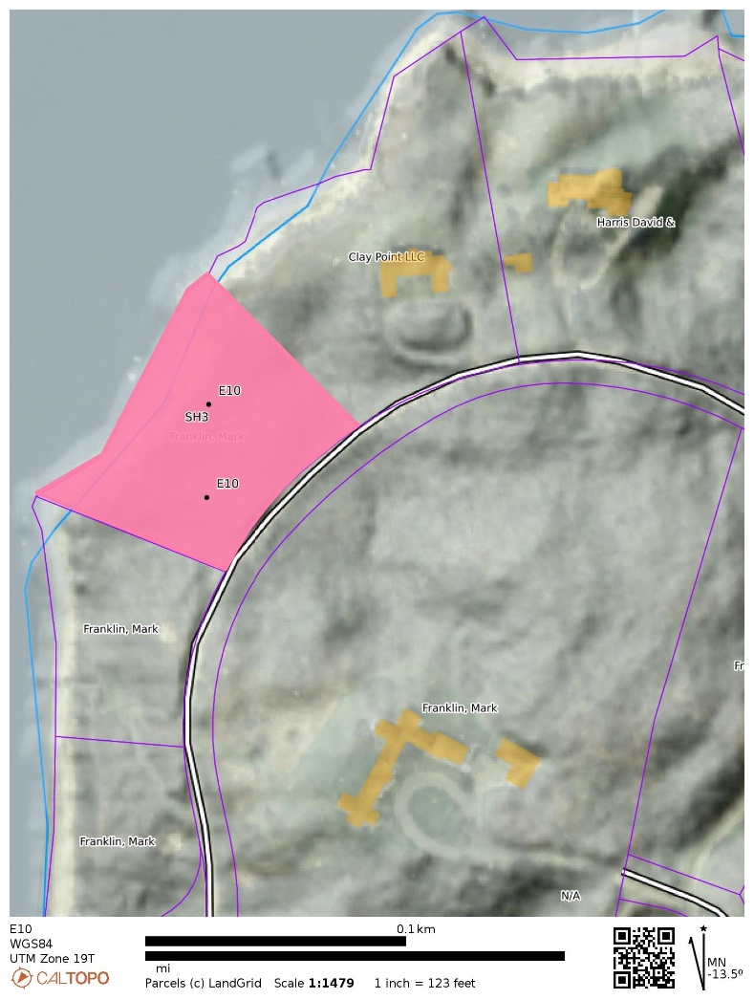 Harris David &
Clay Point LLC
E10
SH3
Franklin, Mark
E10
Franklin, Mark
Fr
Franklin, Mark
Franklin, Mark
N/A
E10
WGS84
UTM Zone 19T
CALTOPO
0.1 km
mi
Parcels (c) LandGrid Scale 1:1479 1 inch = 123 feet
MN
-13.5º